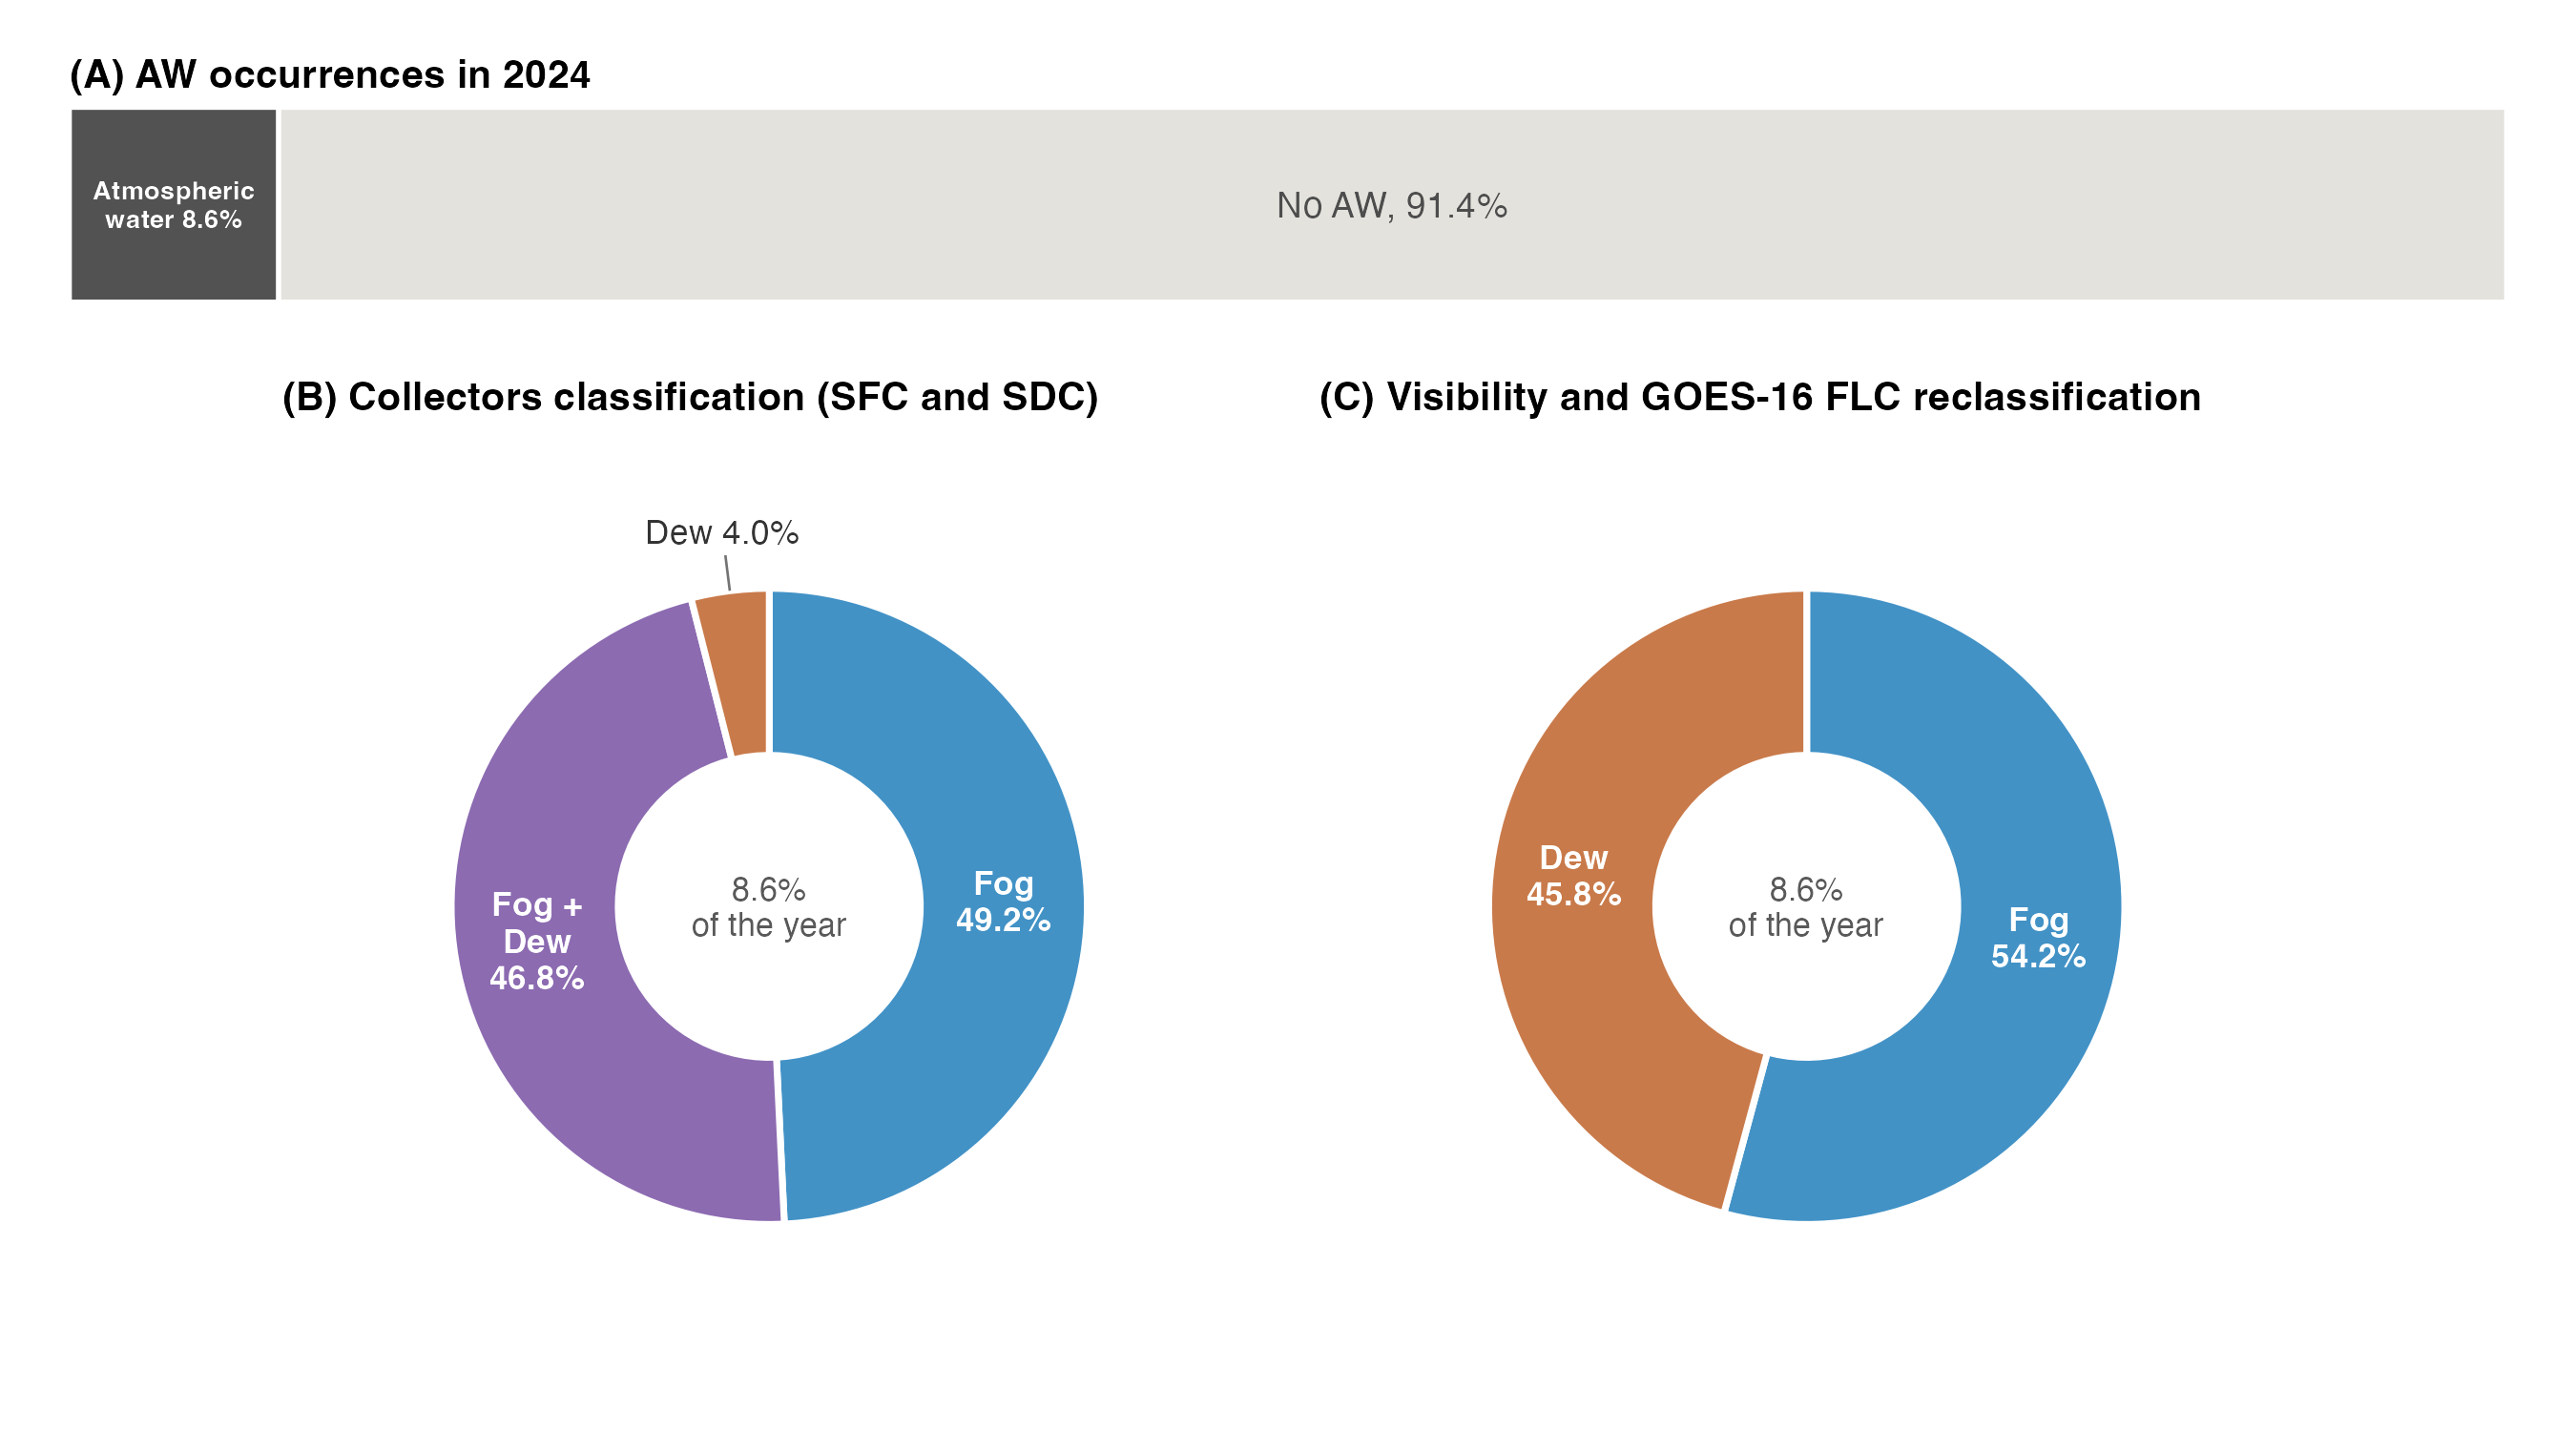 (A) AW occurrences in 2024
Atmospheric
water 8.6%
No AW, 91.4%
(B) Collectors classification (SFC and SDC)
Dew 4.0%
Fog +
Dew
46.8%
8.6%
of the year
Fog
49.2%
(C) Visibility and GOES-16 FLC reclassification
Dew
45.8%
8.6%
of the year
Fog
54.2%